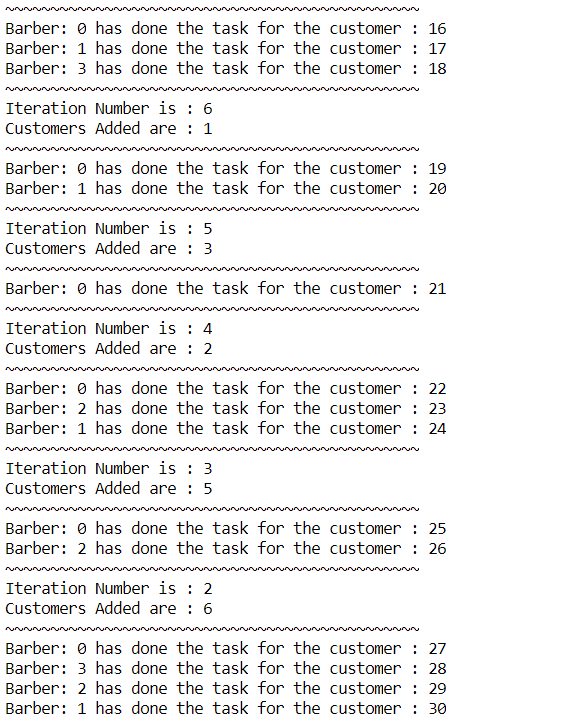 ~~~~~~~~~~~~~~~~~~~~~~~~~~~~~~~~~~~~~~~~~~~~~~
Barber: 0 has done the task for the customer : 16
Barber: 1 has done the task for the customer : 17
Barber: 3 has done the task for the customer : 18
~~~~~~~~~~~~~~~~~~~~~~~~~~~~~~~~~~~~~~~~~~~~~~
Iteration Number is : 6
Customers Added are : 1
~~~~~~~~~~~~~~~~~~~~~~~~~~~~~~~~~~~~~~~~~~~~~~
Barber: 0 has done the task for the customer : 19
Barber: 1 has done the task for the customer : 20
~~~~~~~~~~~~~~~~~~~~~~~~~~~~~~~~~~~~~~~~~~~~~~
Iteration Number is : 5
Customers Added are : 3
~~~~~~~~~~~~~~~~~~~~~~~~~~~~~~~~~~~~~~~~~~~~~~
Barber: 0 has done the task for the customer : 21
~~~~~~~~~~~~~~~~~~~~~~~~~~~~~~~~~~~~~~~~~~~~~~
Iteration Number is : 4
Customers Added are : 2
~~~~~~~~~~~~~~~~~~~~~~~~~~~~~~~~~~~~~~~~~~~~~~
Barber: 0 has done the task for the customer : 22
Barber: 2 has done the task for the customer : 23
Barber: 1 has done the task for the customer : 24
~~~~~~~~~~~~~~~~~~~~~~~~~~~~~~~~~~~~~~~~~~~~~~
Iteration Number is : 3
Customers Added are : 5
~~~~~~~~~~~~~~~~~~~~~~~~~~~~~~~~~~~~~~~~~~~~~~
Barber: 0 has done the task for the customer : 25
Barber: 2 has done the task for the customer : 26
~~~~~~~~~~~~~~~~~~~~~~~~~~~~~~~~~~~~~~~~~~~~~~
Iteration Number is : 2
Customers Added are : 6
~~~~~~~~~~~~~~~~~~~~~~~~~~~~~~~~~~~~~~~~~~~~~~
Barber: 0 has done the task for the customer : 27
Barber: 3 has done the task for the customer : 28
Barber: 2 has done the task for the customer : 29
Barber: 1 has done the task for the customer : 30